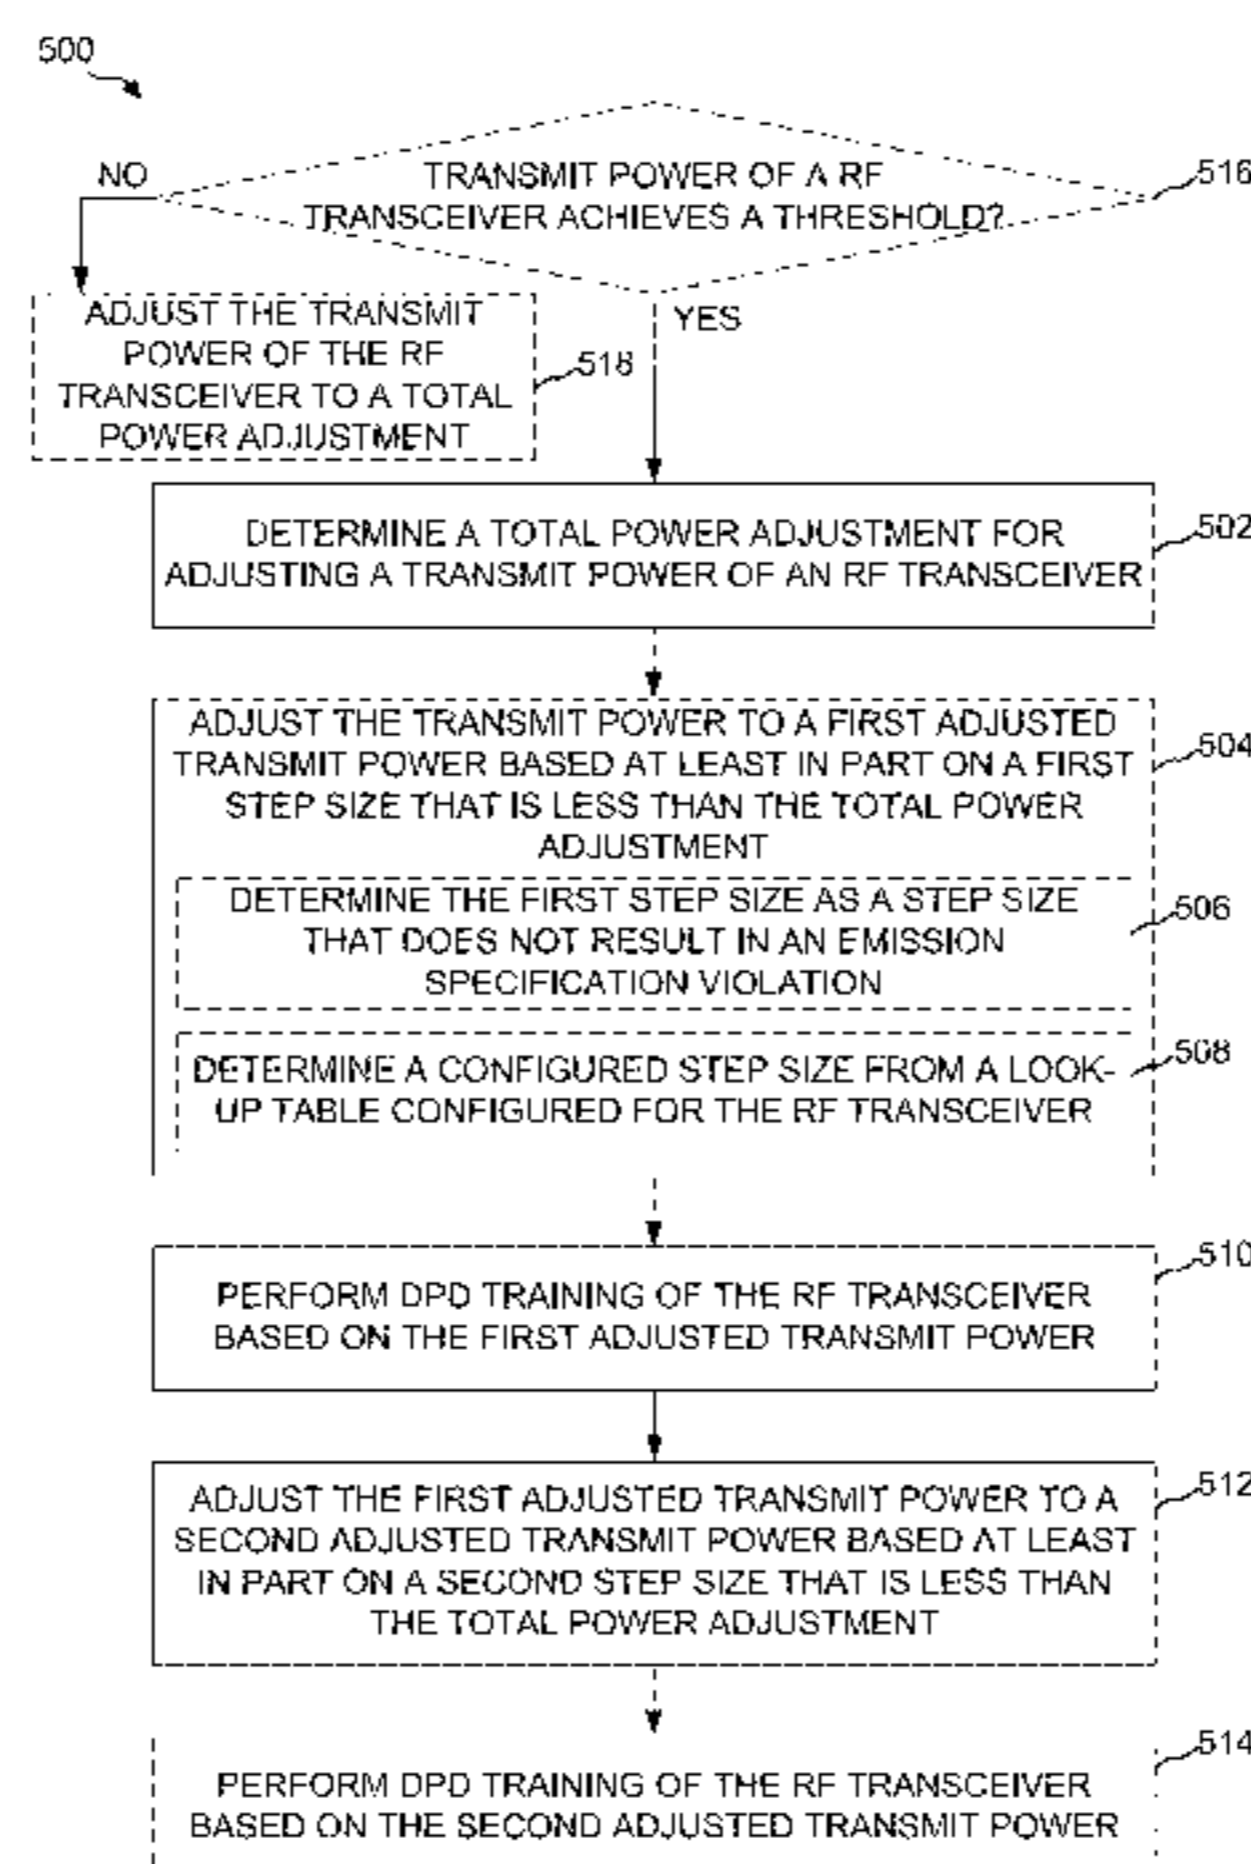 500
NO
TRANSMIT POWER OF A RF
TRANSCEIVER ACHIEVES A THRESHOLD?
516
YES
ADJUST THE TRANSMIT
POWER OF THE RF
TRANSCEIVER TO A TOTAL
POWER ADJUSTMENT
518
DETERMINE A TOTAL POWER ADJUSTMENT FOR
ADJUSTING A TRANSMIT POWER OF AN RF TRANSCEIVER
502
ADJUST THE TRANSMIT POWER TO A FIRST ADJUSTED
TRANSMIT POWER BASED AT LEAST IN PART ON A FIRST
STEP SIZE THAT IS LESS THAN THE TOTAL POWER
ADJUSTMENT
504
DETERMINE THE FIRST STEP SIZE AS A STEP SIZE
THAT DOES NOT RESULT IN AN EMISSION
SPECIFICATION VIOLATION
506
DETERMINE A CONFIGURED STEP SIZE FROM A LOOK-
UP TABLE CONFIGURED FOR THE RF TRANSCEIVER
508
PERFORM DPD TRAINING OF THE RF TRANSCEIVER
BASED ON THE FIRST ADJUSTED TRANSMIT POWER
510
ADJUST THE FIRST ADJUSTED TRANSMIT POWER TO A
SECOND ADJUSTED TRANSMIT POWER BASED AT LEAST
IN PART ON A SECOND STEP SIZE THAT IS LESS THAN
THE TOTAL POWER ADJUSTMENT
512
PERFORM DPD TRAINING OF THE RF TRANSCEIVER
BASED ON THE SECOND ADJUSTED TRANSMIT POWER
514